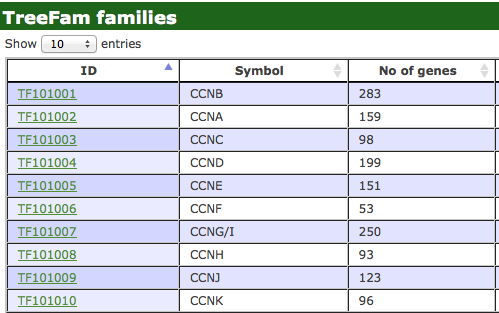 TreeFam families
Show 10 entries
ID Symbol No of genes
TF101001 CCNB 283
TF101002 CCNA 159
TF101003 CCNC 98
TF101004 CCND 199
TF101005 CCNE 151
TF101006 CCNF 53
TF101007 CCNG/I 250
TF101008 CCNH 93
TF101009 CCNJ 123
TF101010 CCNK 96